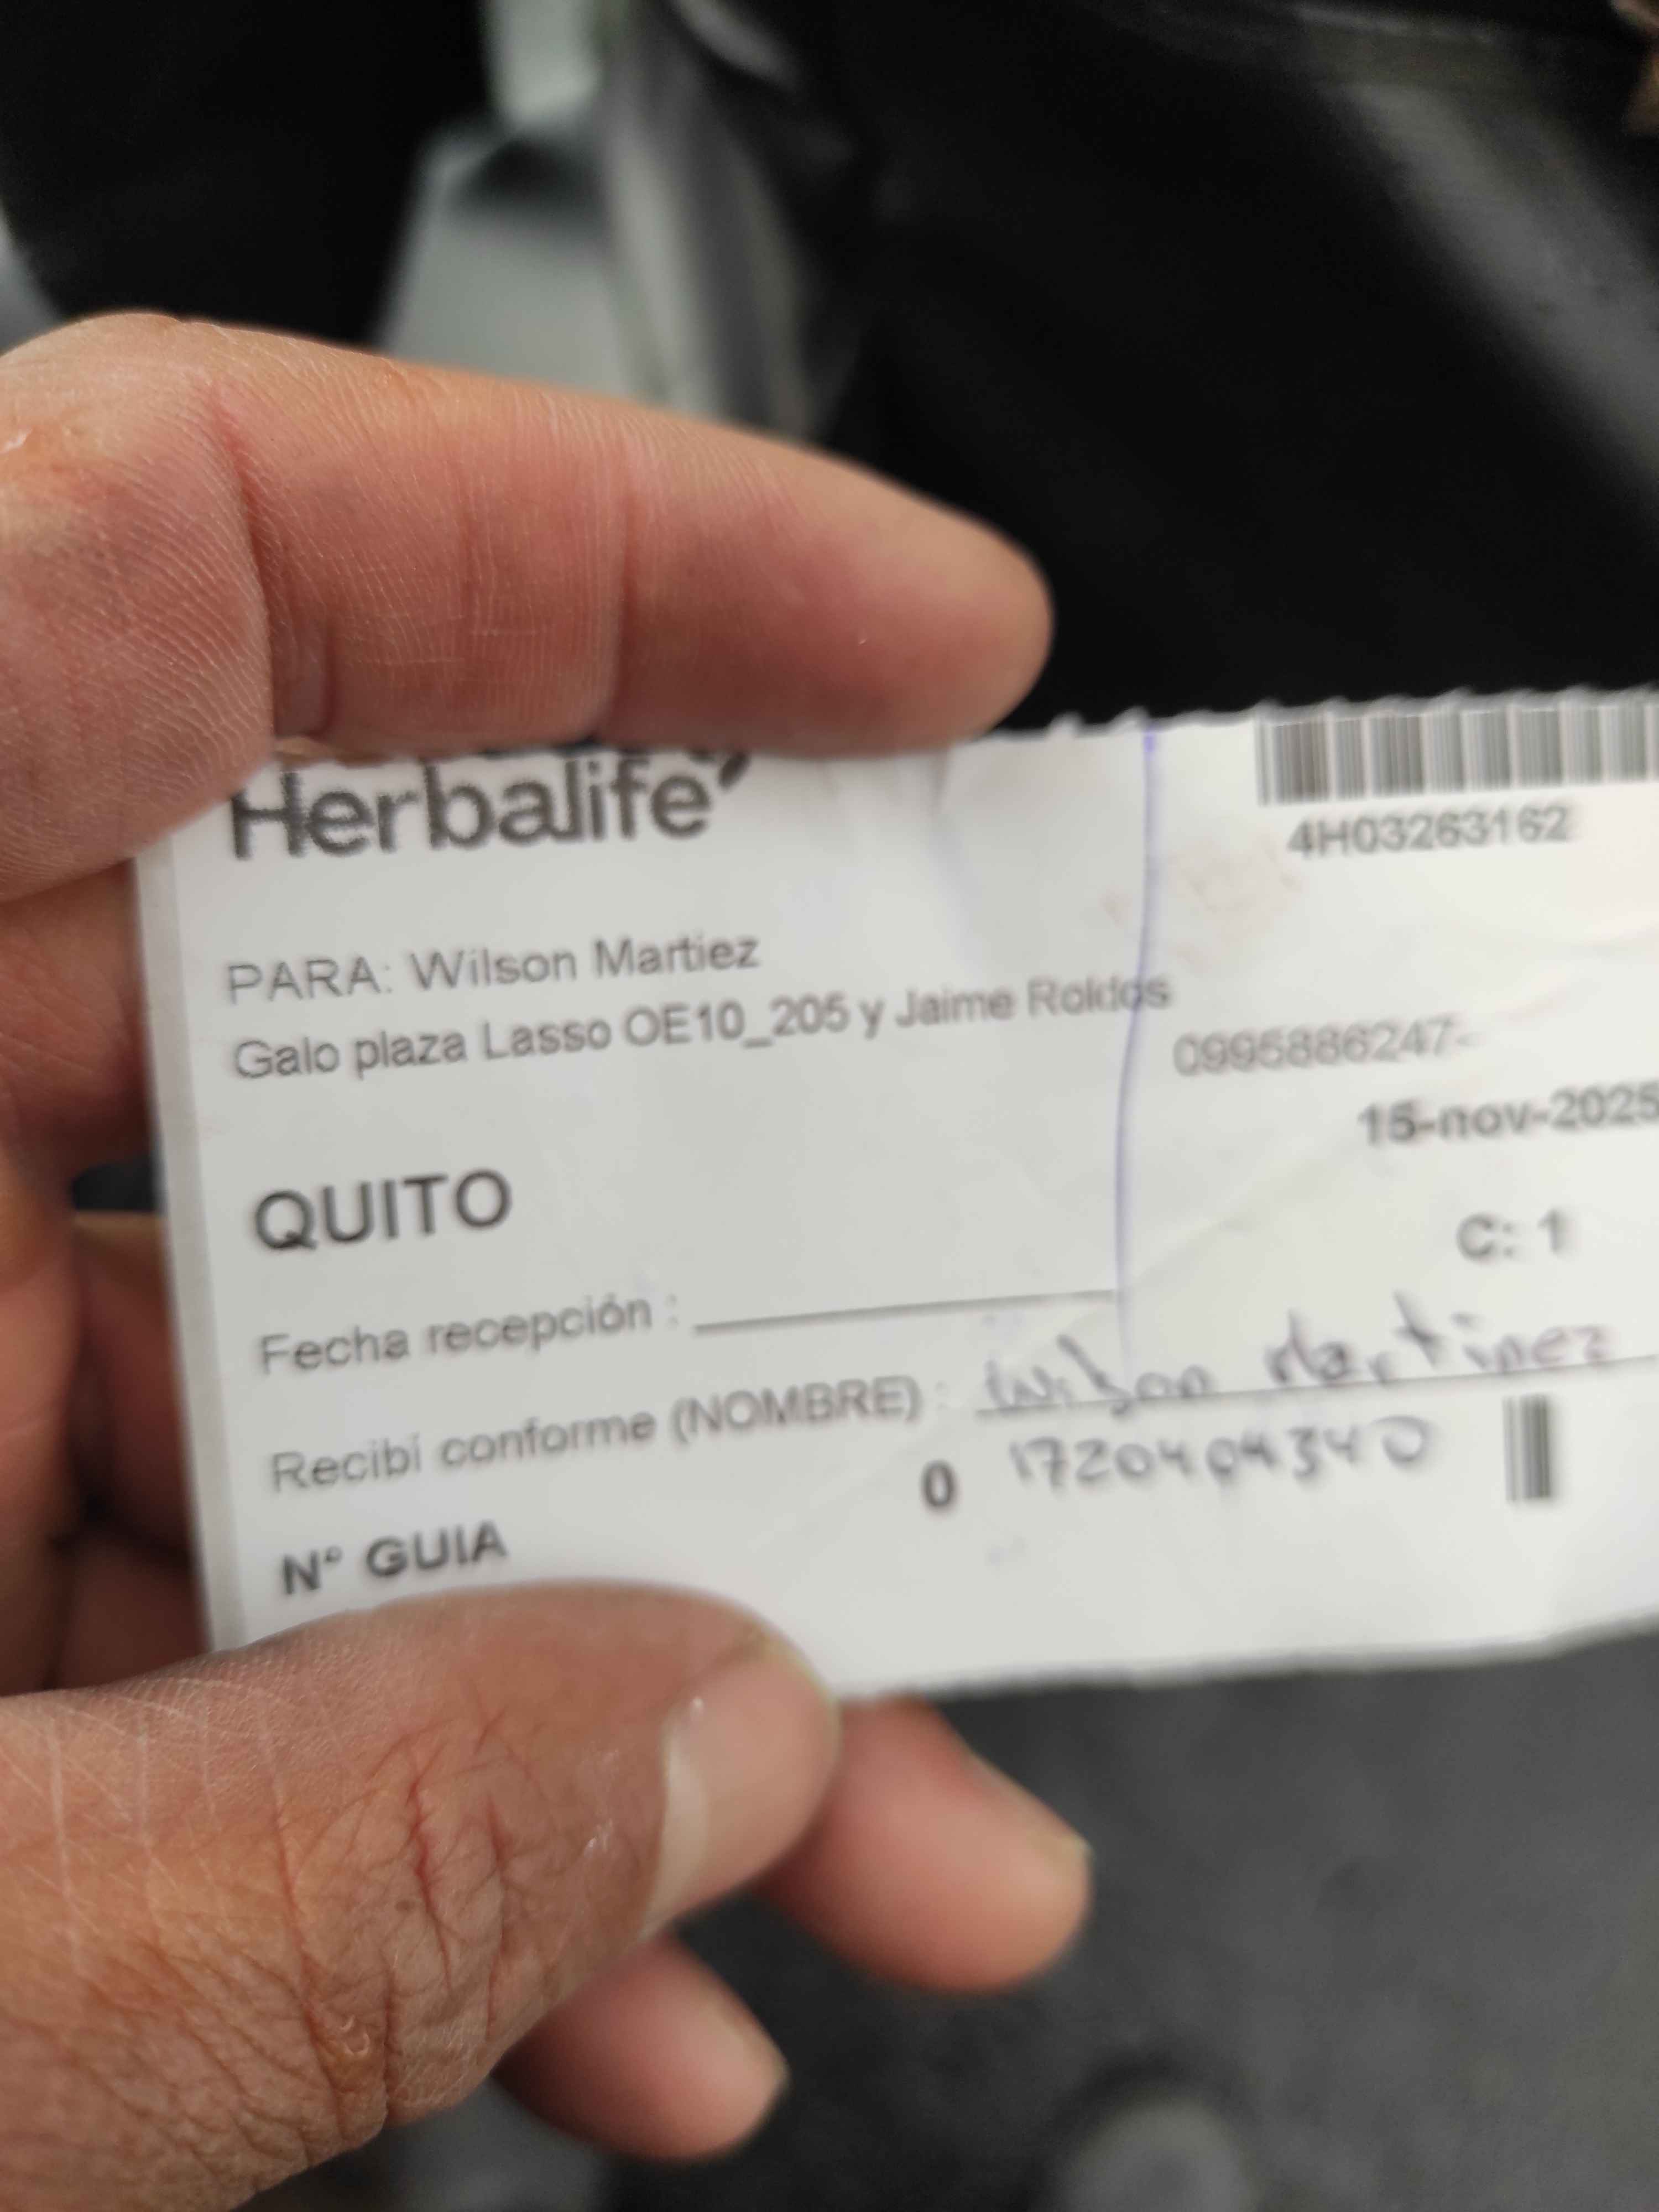 Herbalife
4H03263162
PARA: Wilson Martiez
Galo plaza Lasso OE10_205 y Jaime Roldos
0995886247-
15-nov-2025
QUITO
C: 1
Fecha recepción :
Recibí conforme (NOMBRE) : Wilson Martinez
0 1720404340
N° GUIA